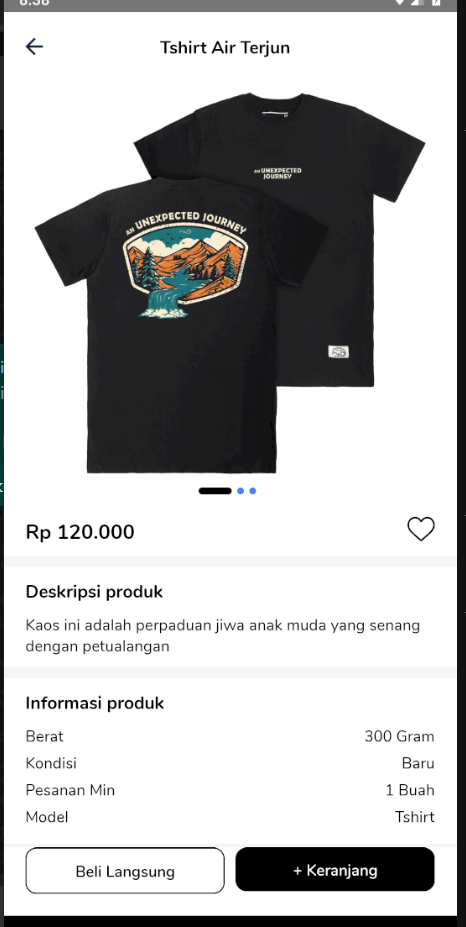 8:38
Tshirt Air Terjun
AN UNEXPECTED
JOURNEY
AN UNEXPECTED JOURNEY
Rp 120.000
Deskripsi produk
Kaos ini adalah perpaduan jiwa anak muda yang senang
dengan petualangan
Informasi produk
Berat 300 Gram
Kondisi Baru
Pesanan Min 1 Buah
Model Tshirt
Beli Langsung + Keranjang